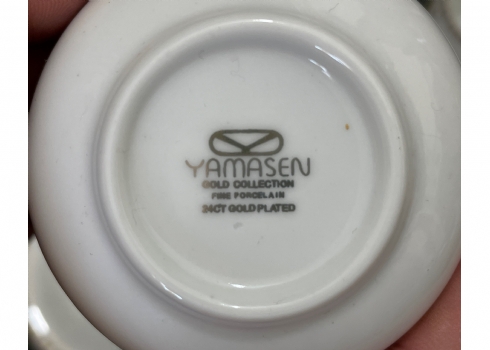 YAMASEN
GOLD COLLECTION
FINE PORCELAIN
24CT GOLD PLATED